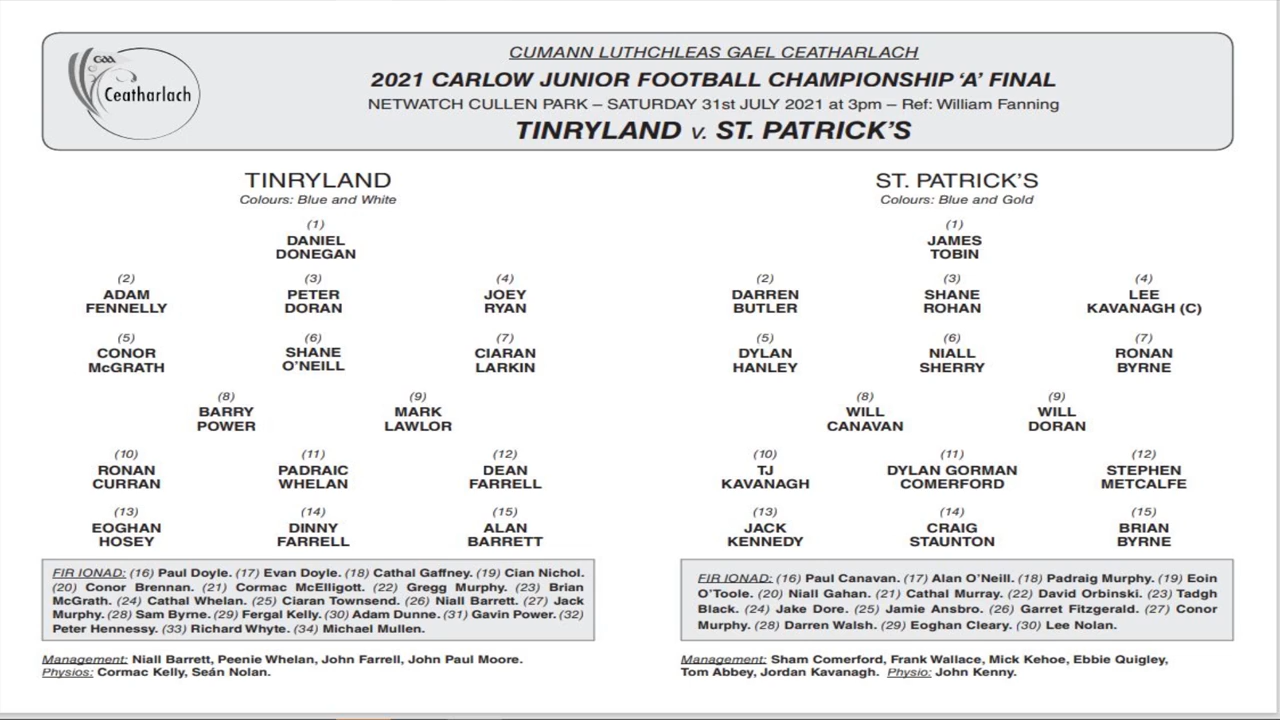 GAA
Ceatharlach
CUMANN LUTHCHLEAS GAEL CEATHARLACH
2021 CARLOW JUNIOR FOOTBALL CHAMPIONSHIP ‘A’ FINAL
NETWATCH CULLEN PARK – SATURDAY 31st JULY 2021 at 3pm – Ref: William Fanning
TINRYLAND v. ST. PATRICK’S
TINRYLAND
Colours: Blue and White
(1)
DANIEL
DONEGAN
(2) (3) (4)
ADAM PETER JOEY
FENNELLY DORAN RYAN
(5) (6) (7)
CONOR SHANE CIARAN
McGRATH O’NEILL LARKIN
(8) (9)
BARRY MARK
POWER LAWLOR
(10) (11) (12)
RONAN PADRAIC DEAN
CURRAN WHELAN FARRELL
(13) (14) (15)
EOGHAN DINNY ALAN
HOSEY FARRELL BARRETT
FIR IONAD: (16) Paul Doyle. (17) Evan Doyle. (18) Cathal Gaffney. (19) Cian Nichol.
(20) Conor Brennan. (21) Cormac McElligott. (22) Gregg Murphy. (23) Brian
McGrath. (24) Cathal Whelan. (25) Ciaran Townsend. (26) Niall Barrett. (27) Jack
Murphy. (28) Sam Byrne. (29) Fergal Kelly. (30) Adam Dunne. (31) Gavin Power. (32)
Peter Hennessy. (33) Richard Whyte. (34) Michael Mullen.
Management: Niall Barrett, Peenie Whelan, John Farrell, John Paul Moore.
Physios: Cormac Kelly, Seán Nolan.
ST. PATRICK’S
Colours: Blue and Gold
(1)
JAMES
TOBIN
(2) (3) (4)
DARREN SHANE LEE
BUTLER ROHAN KAVANAGH (C)
(5) (6) (7)
DYLAN NIALL RONAN
HANLEY SHERRY BYRNE
(8) (9)
WILL WILL
CANAVAN DORAN
(10) (11) (12)
TJ DYLAN GORMAN STEPHEN
KAVANAGH COMERFORD METCALFE
(13) (14) (15)
JACK CRAIG BRIAN
KENNEDY STAUNTON BYRNE
FIR IONAD: (16) Paul Canavan. (17) Alan O’Neill. (18) Padraig Murphy. (19) Eoin
O’Toole. (20) Niall Gahan. (21) Cathal Murray. (22) David Orbinski. (23) Tadgh
Black. (24) Jake Dore. (25) Jamie Ansbro. (26) Garret Fitzgerald. (27) Conor
Murphy. (28) Darren Walsh. (29) Eoghan Cleary. (30) Lee Nolan.
Management: Sham Comerford, Frank Wallace, Mick Kehoe, Ebbie Quigley,
Tom Abbey, Jordan Kavanagh. Physio: John Kenny.